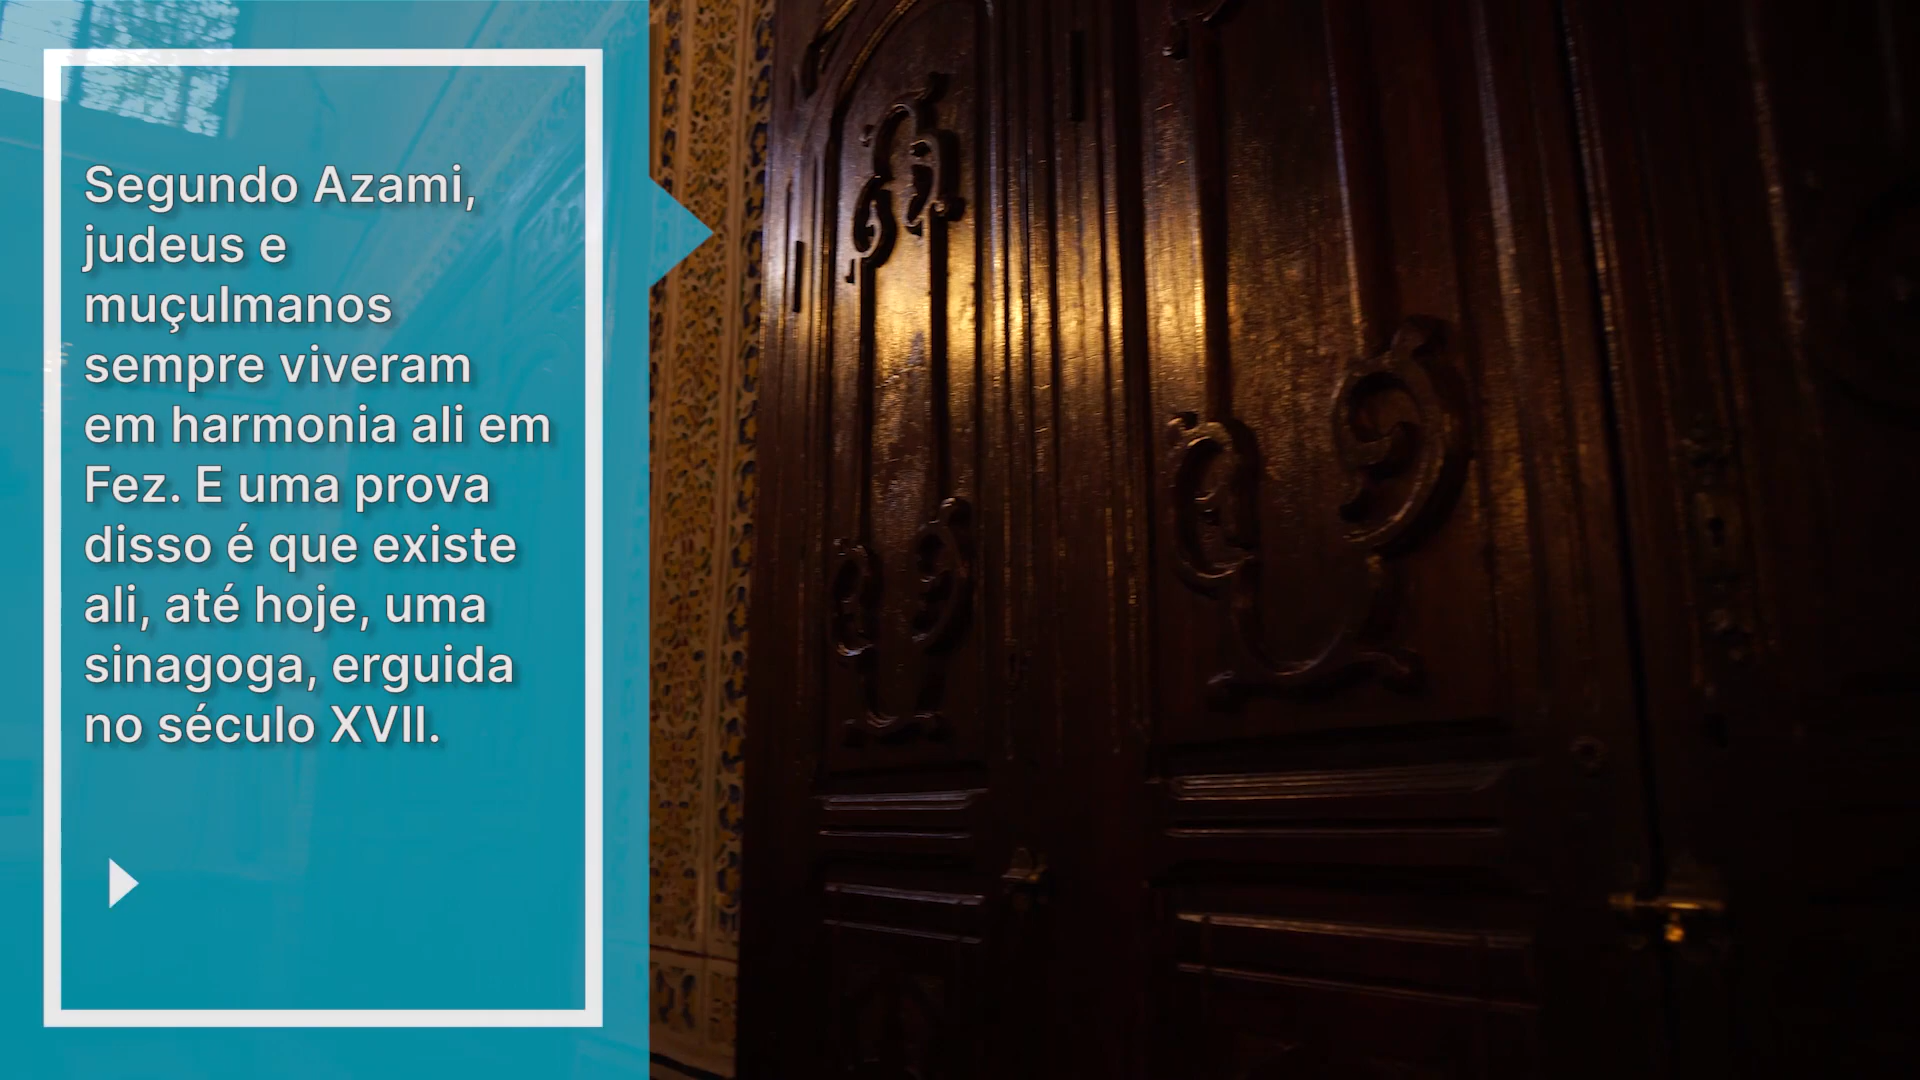 Segundo Azami,
judeus e
muçulmanos
sempre viveram
em harmonia ali em
Fez. E uma prova
disso é que existe
ali, até hoje, uma
sinagoga, erguida
no século XVII.